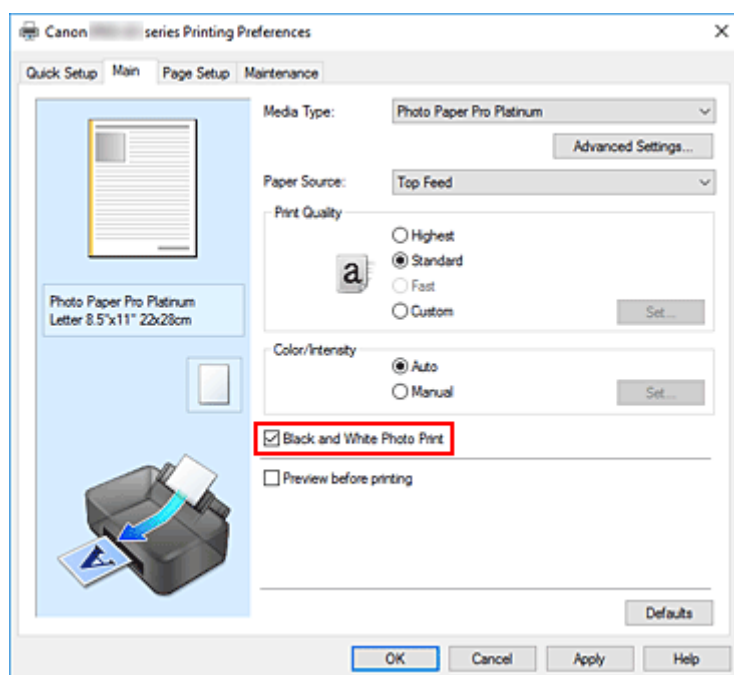 Canon series Printing Preferences
Quick Setup Main Page Setup Maintenance
Media Type: Photo Paper Pro Platinum
Advanced Settings...
Paper Source: Top Feed
Print Quality
Highest
a Standard
Fast
Custom Set...
Photo Paper Pro Platinum
Letter 8.5"x11" 22x28cm
Color/Intensity
Auto
Manual Set...
Black and White Photo Print
Preview before printing
A
Defaults
OK Cancel Apply Help